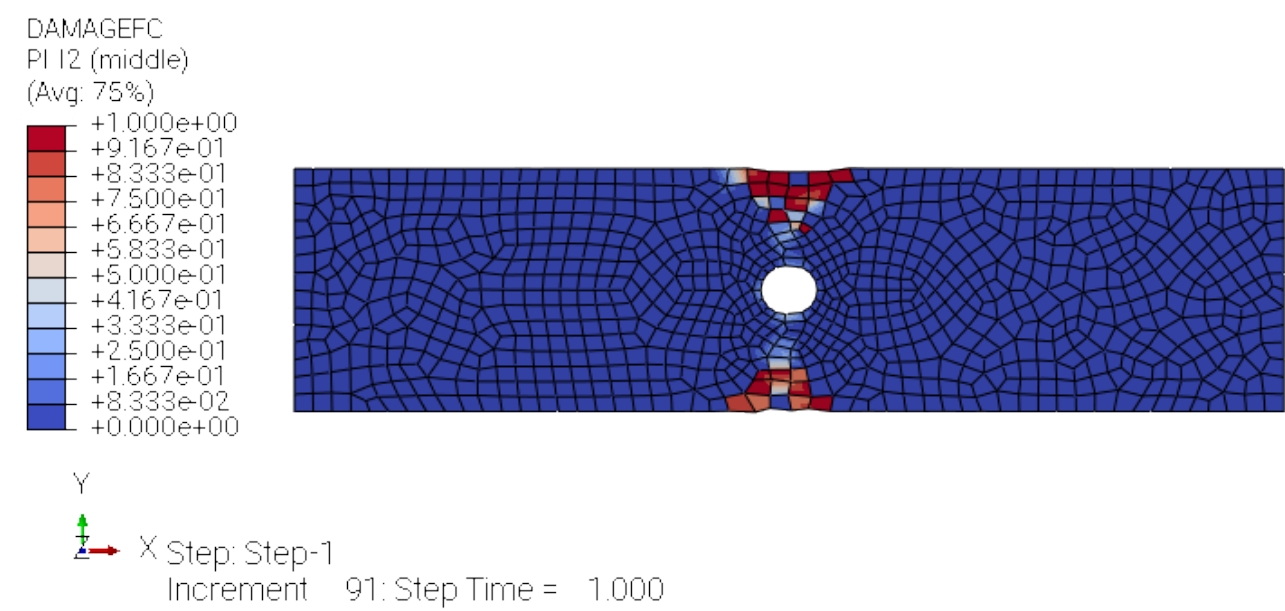 DAMAGEFC
PLI2 (middle)
(Avg: 75%)
+1.000e+00
+9.167e-01
+8.333e-01
+7.500e-01
+6.667e-01
+5.833e-01
+5.000e-01
+4.167e-01
+3.333e-01
+2.500e-01
+1.667e-01
+8.333e-02
+0.000e+00
Y
Z
X
Step: Step-1
Increment 91: Step Time = 1.000